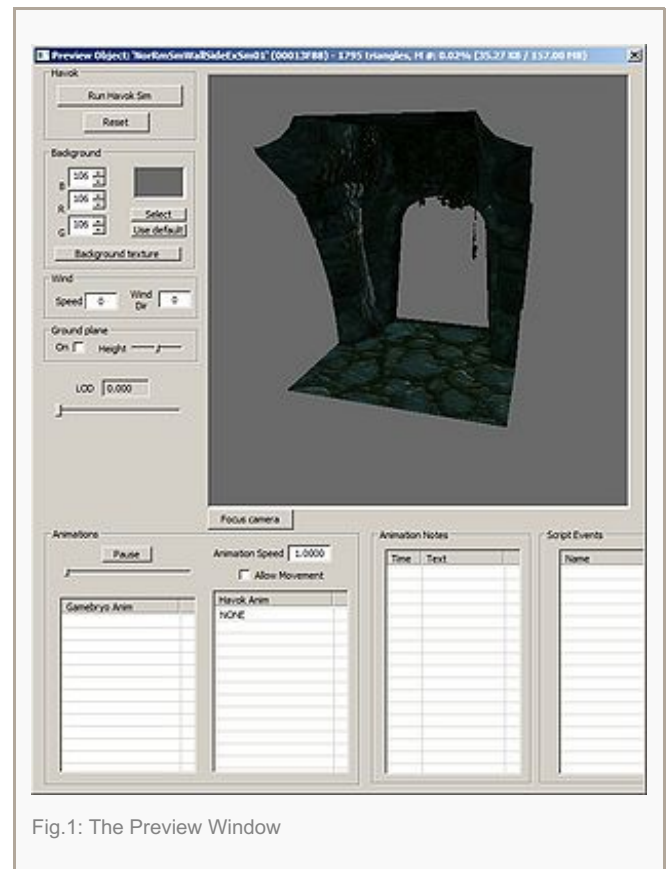 Preview Object: 'NorRmSmWallSideExSm01' (00013F88) - 1795 triangles, M #: 0.02% (35.27 KB / 157.00 MB)
Havok
Run Havok Sim
Reset
Background
B 106
R 106
G 106
Select
Use default
Background texture
Wind
Speed 0 Wind Dir 0
Ground plane
On Height
LOD 0.000
Focus camera
Animations
Pause
Animation Speed 1.0000
Allow Movement
Gamebryo Anim
Havok Anim
NONE
Animation Notes
Time Text
Script Events
Name
Fig.1: The Preview Window